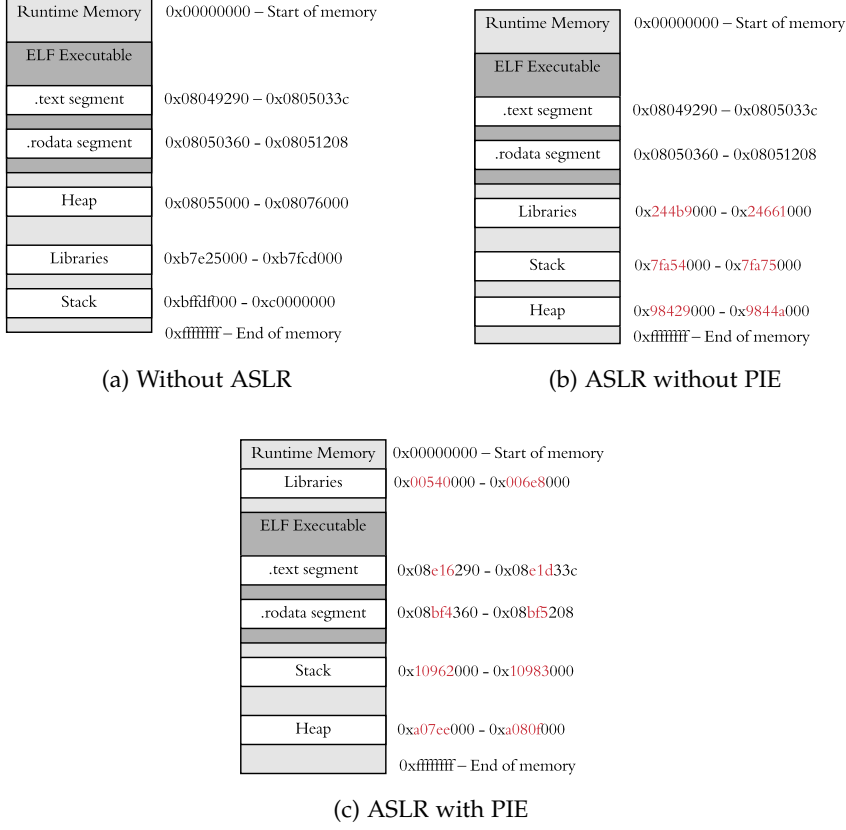 Runtime Memory 0x00000000 – Start of memory
ELF Executable
.text segment 0x08049290 – 0x0805033c
.rodata segment 0x08050360 - 0x08051208
Heap 0x08055000 - 0x08076000
Libraries 0xb7e25000 - 0xb7fcd000
Stack 0xbffdf000 - 0xc0000000
0xffffffff – End of memory
(a) Without ASLR
Runtime Memory 0x00000000 – Start of memory
ELF Executable
.text segment 0x08049290 – 0x0805033c
.rodata segment 0x08050360 - 0x08051208
Libraries 0x244b9000 - 0x24661000
Stack 0x7fa54000 - 0x7fa75000
Heap 0x98429000 - 0x9844a000
0xffffffff – End of memory
(b) ASLR without PIE
Runtime Memory 0x00000000 – Start of memory
Libraries 0x00540000 - 0x006e8000
ELF Executable
.text segment 0x08e16290 - 0x08e1d33c
.rodata segment 0x08bf4360 - 0x08bf5208
Stack 0x10962000 - 0x10983000
Heap 0xa07ee000 - 0xa080f000
0xffffffff – End of memory
(c) ASLR with PIE